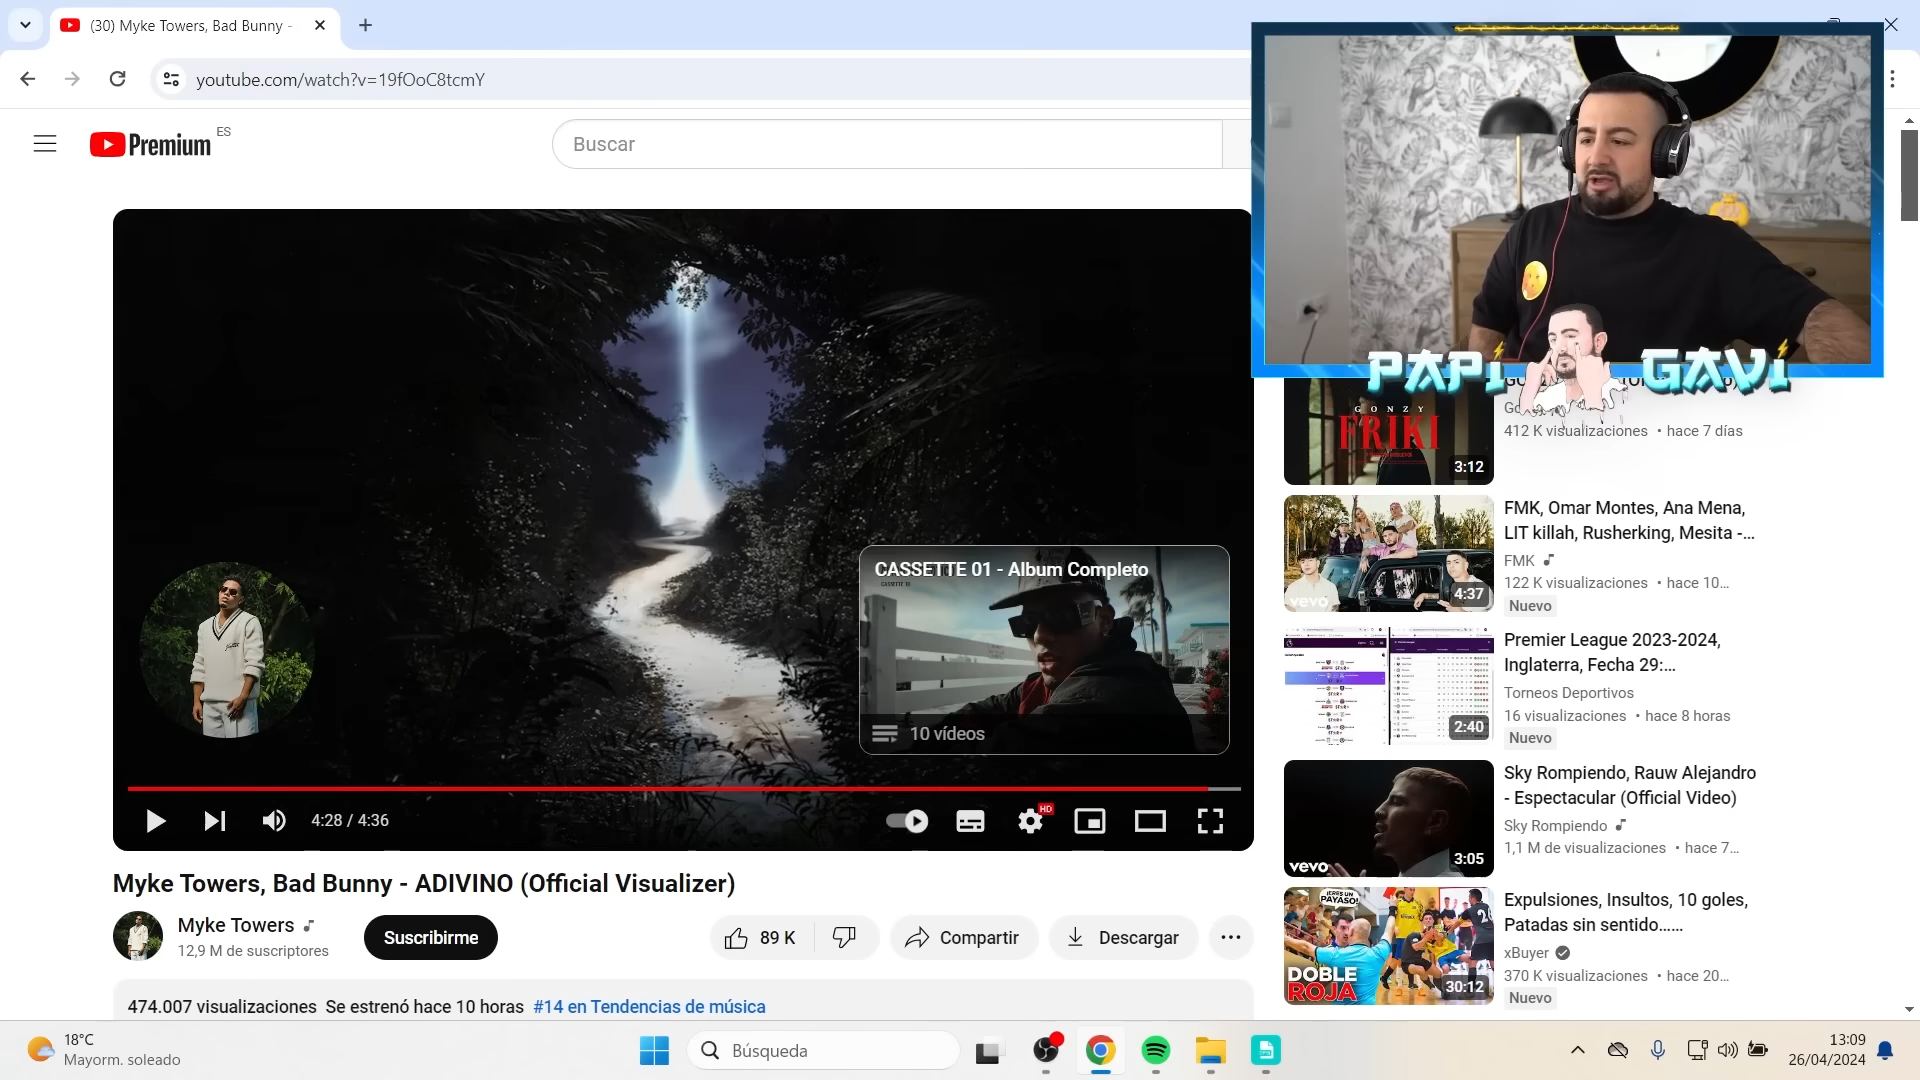 (30) Myke Towers, Bad Bunny -
youtube.com/watch?v=19fOoC8tcmY
Premium
ES
Buscar
PAPI GAVI
CASSETTE 01 - Album Completo
10 vídeos
4:28 / 4:36
HD
Myke Towers, Bad Bunny - ADIVINO (Official Visualizer)
Myke Towers
12,9 M de suscriptores
Suscribirme
89 K
Compartir
Descargar
474.007 visualizaciones Se estrenó hace 10 horas #14 en Tendencias de música
GONZY
FRIKI
3:12
412 K visualizaciones • hace 7 días
vevo
4:37
FMK, Omar Montes, Ana Mena,
LIT killah, Rusherking, Mesita -...
FMK
122 K visualizaciones • hace 10...
Nuevo
2:40
Premier League 2023-2024,
Inglaterra, Fecha 29:...
Torneos Deportivos
16 visualizaciones • hace 8 horas
Nuevo
vevo
3:05
Sky Rompiendo, Rauw Alejandro
- Espectacular (Official Video)
Sky Rompiendo
1,1 M de visualizaciones • hace 7...
¡ERES UN
PAYASO!
DOBLE
ROJA
30:12
Expulsiones, Insultos, 10 goles,
Patadas sin sentido......
xBuyer
370 K visualizaciones • hace 20...
Nuevo
18°C
Mayorm. soleado
Búsqueda
13:09
26/04/2024